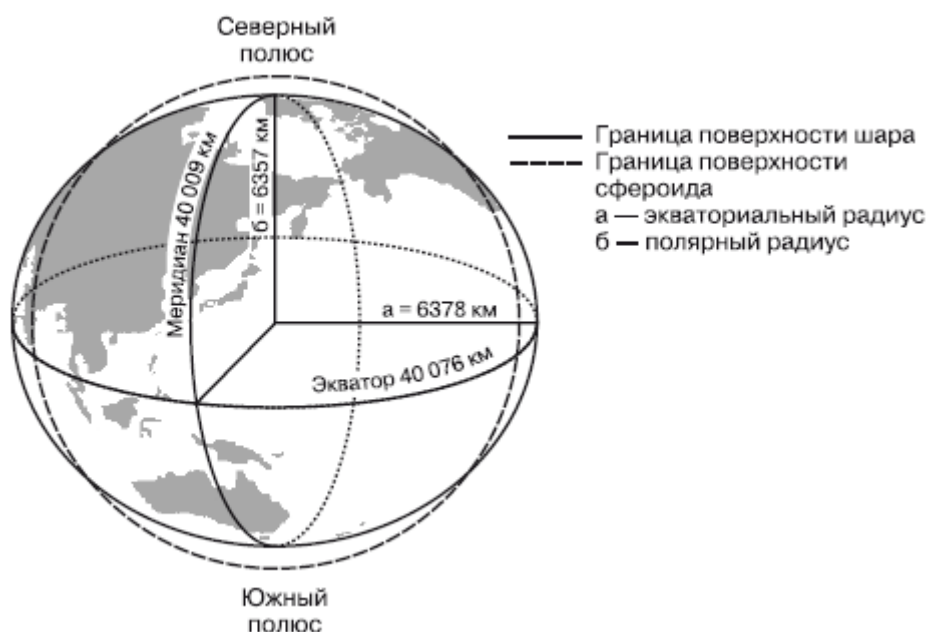 Северный
полюс
Граница поверхности шара
Граница поверхности
сфероида
а — экваториальный радиус
б — полярный радиус
Меридиан 40 009 км
б = 6357 км
а = 6378 км
Экватор 40 076 км
Южный
полюс